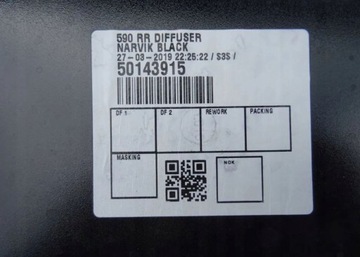 590 RR DIFFUSER
NARVIK BLACK
27-03-2019 22:25:22 / S3S /
50143915
DF 1 DF 2 REWORK PACKING
MASKING NOK